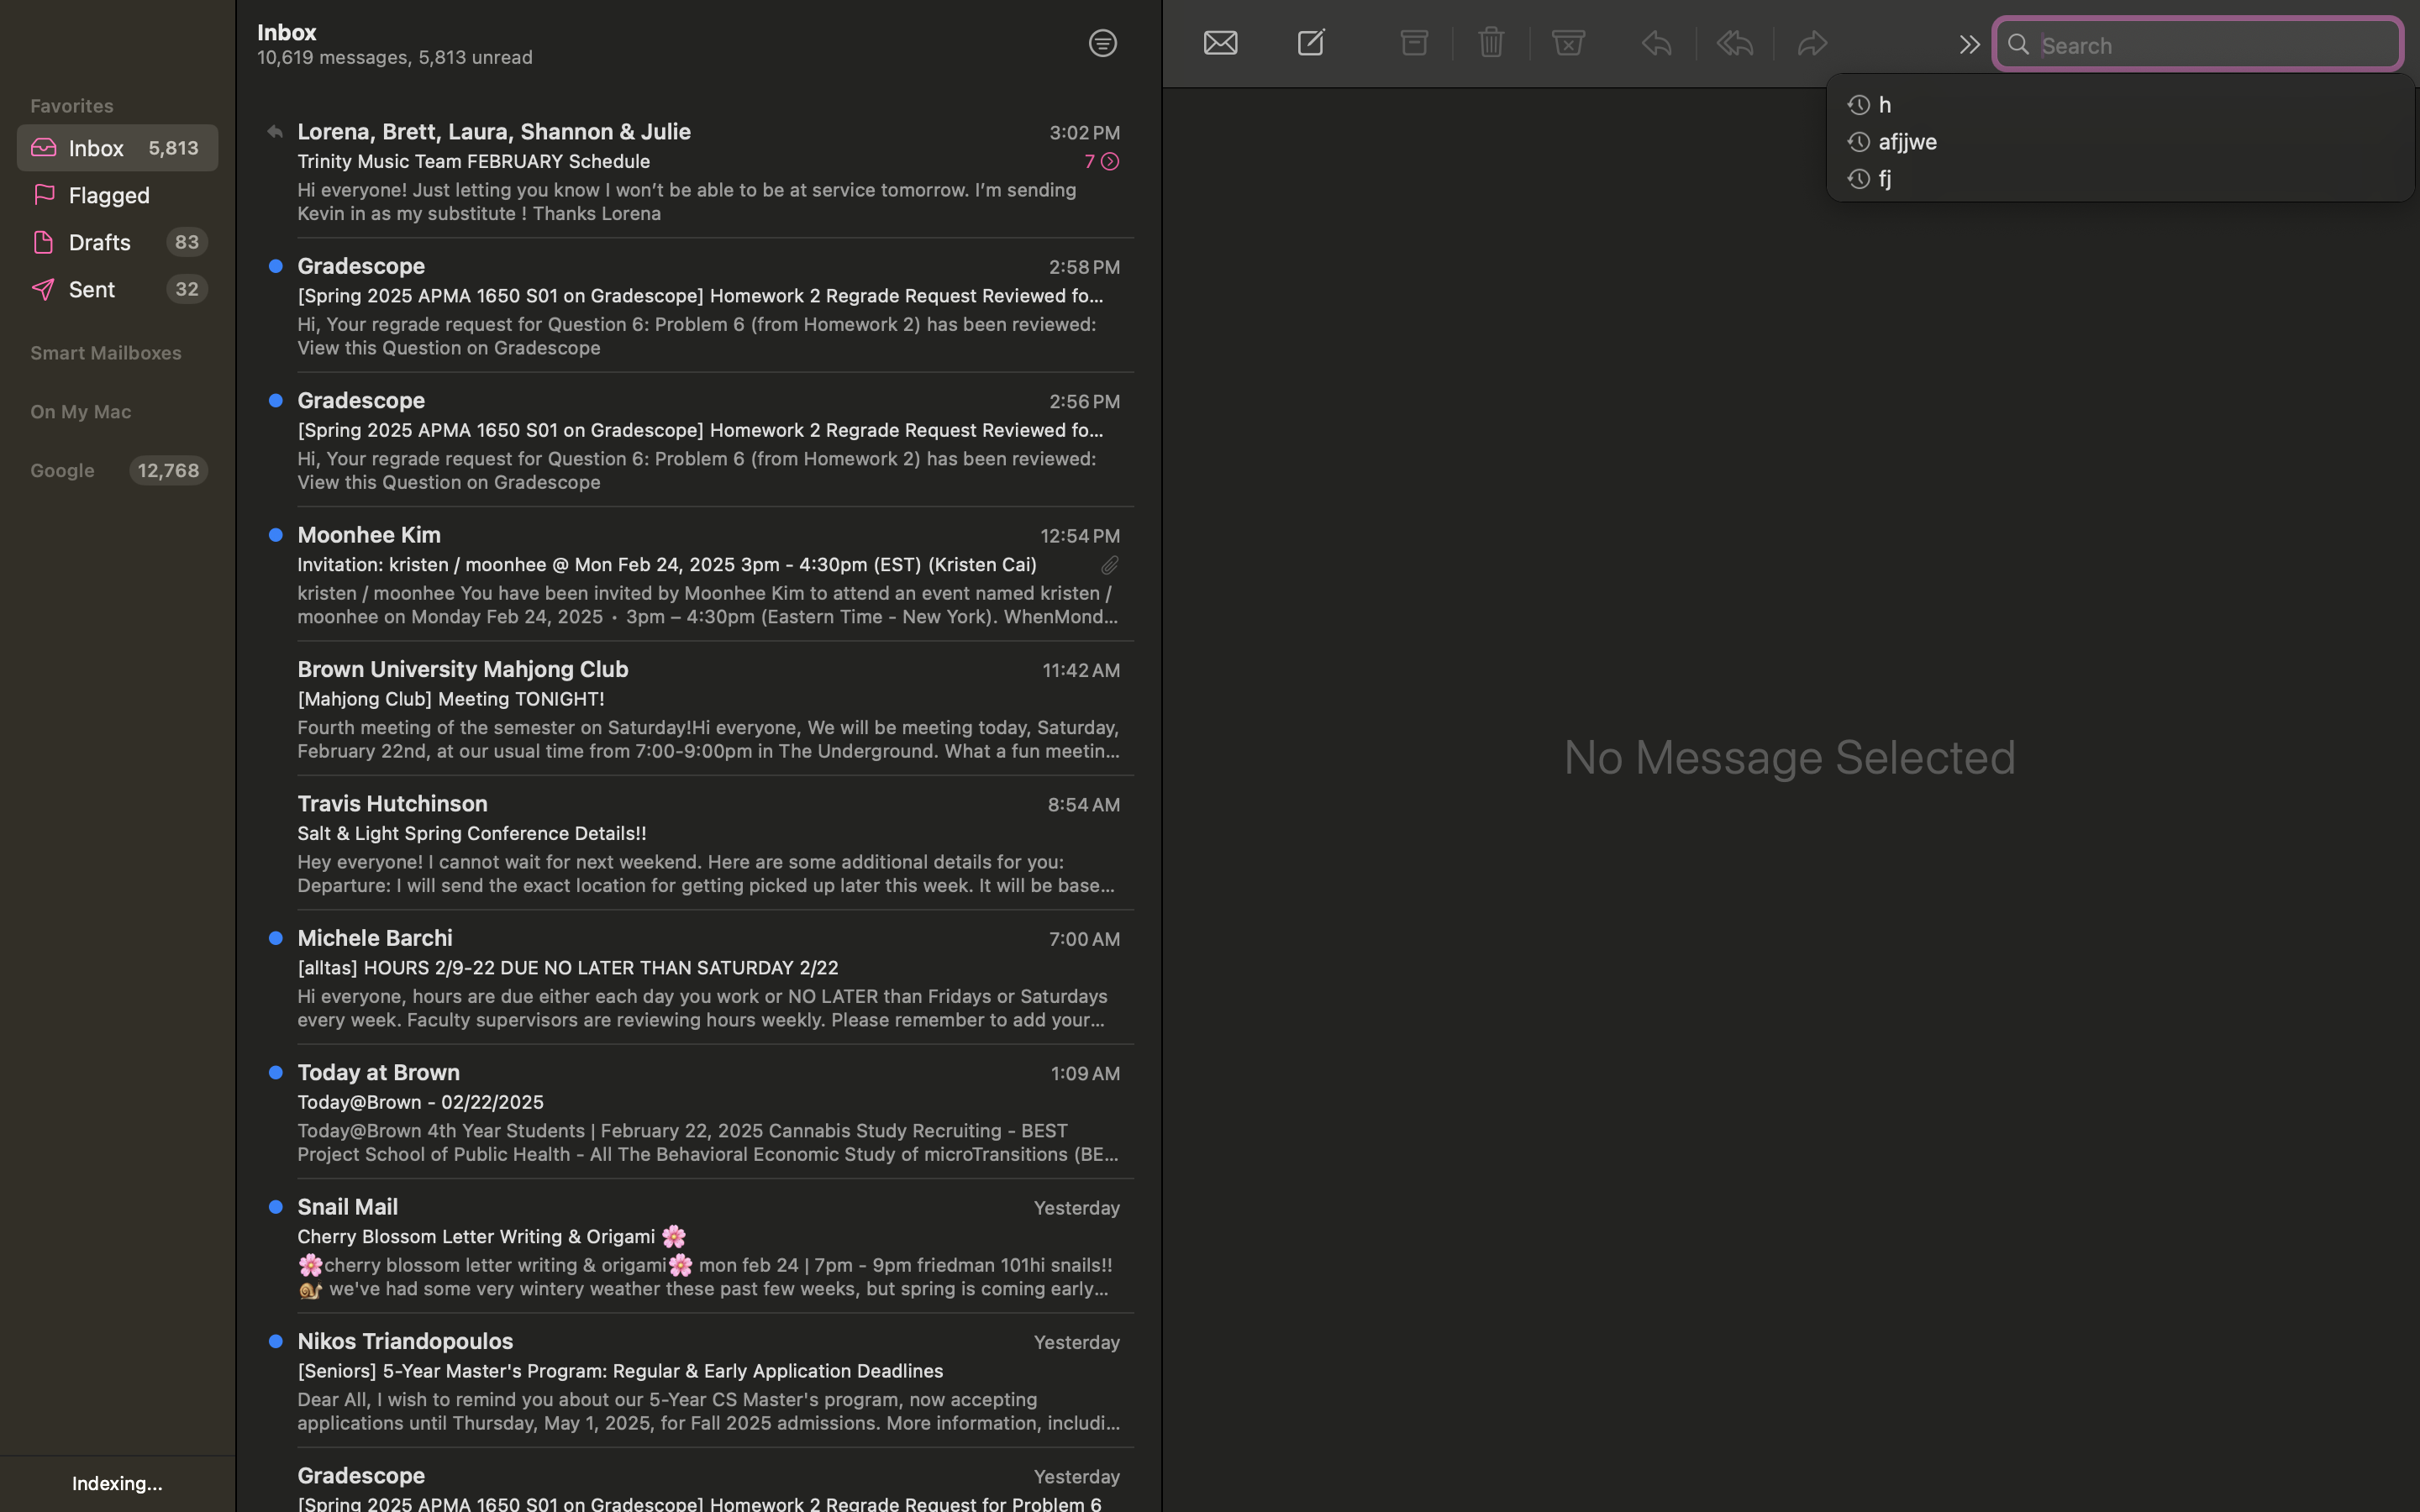 Favorites
Inbox 5,813
Flagged
Drafts 83
Sent 32
Smart Mailboxes
On My Mac
Google 12,768
Indexing...
Inbox
10,619 messages, 5,813 unread
Lorena, Brett, Laura, Shannon & Julie 3:02 PM
Trinity Music Team FEBRUARY Schedule 7
Hi everyone! Just letting you know I won’t be able to be at service tomorrow. I’m sending
Kevin in as my substitute ! Thanks Lorena
Gradescope 2:58 PM
[Spring 2025 APMA 1650 S01 on Gradescope] Homework 2 Regrade Request Reviewed fo...
Hi, Your regrade request for Question 6: Problem 6 (from Homework 2) has been reviewed:
View this Question on Gradescope
Gradescope 2:56 PM
[Spring 2025 APMA 1650 S01 on Gradescope] Homework 2 Regrade Request Reviewed fo...
Hi, Your regrade request for Question 6: Problem 6 (from Homework 2) has been reviewed:
View this Question on Gradescope
Moonhee Kim 12:54 PM
Invitation: kristen / moonhee @ Mon Feb 24, 2025 3pm - 4:30pm (EST) (Kristen Cai)
kristen / moonhee You have been invited by Moonhee Kim to attend an event named kristen /
moonhee on Monday Feb 24, 2025 • 3pm – 4:30pm (Eastern Time - New York). WhenMond...
Brown University Mahjong Club 11:42 AM
[Mahjong Club] Meeting TONIGHT!
Fourth meeting of the semester on Saturday!Hi everyone, We will be meeting today, Saturday,
February 22nd, at our usual time from 7:00-9:00pm in The Underground. What a fun meetin...
Travis Hutchinson 8:54 AM
Salt & Light Spring Conference Details!!
Hey everyone! I cannot wait for next weekend. Here are some additional details for you:
Departure: I will send the exact location for getting picked up later this week. It will be base...
Michele Barchi 7:00 AM
[alltas] HOURS 2/9-22 DUE NO LATER THAN SATURDAY 2/22
Hi everyone, hours are due either each day you work or NO LATER than Fridays or Saturdays
every week. Faculty supervisors are reviewing hours weekly. Please remember to add your...
Today at Brown 1:09 AM
Today@Brown - 02/22/2025
Today@Brown 4th Year Students | February 22, 2025 Cannabis Study Recruiting - BEST
Project School of Public Health - All The Behavioral Economic Study of microTransitions (BE...
Snail Mail Yesterday
Cherry Blossom Letter Writing & Origami 🌸
🌸cherry blossom letter writing & origami🌸 mon feb 24 | 7pm - 9pm friedman 101hi snails!!
🐌 we've had some very wintery weather these past few weeks, but spring is coming early...
Nikos Triandopoulos Yesterday
[Seniors] 5-Year Master's Program: Regular & Early Application Deadlines
Dear All, I wish to remind you about our 5-Year CS Master's program, now accepting
applications until Thursday, May 1, 2025, for Fall 2025 admissions. More information, includi...
Gradescope Yesterday
[Spring 2025 APMA 1650 S01 on Gradescope] Homework 2 Regrade Request for Problem 6
Search
h
afjjwe
fj
No Message Selected